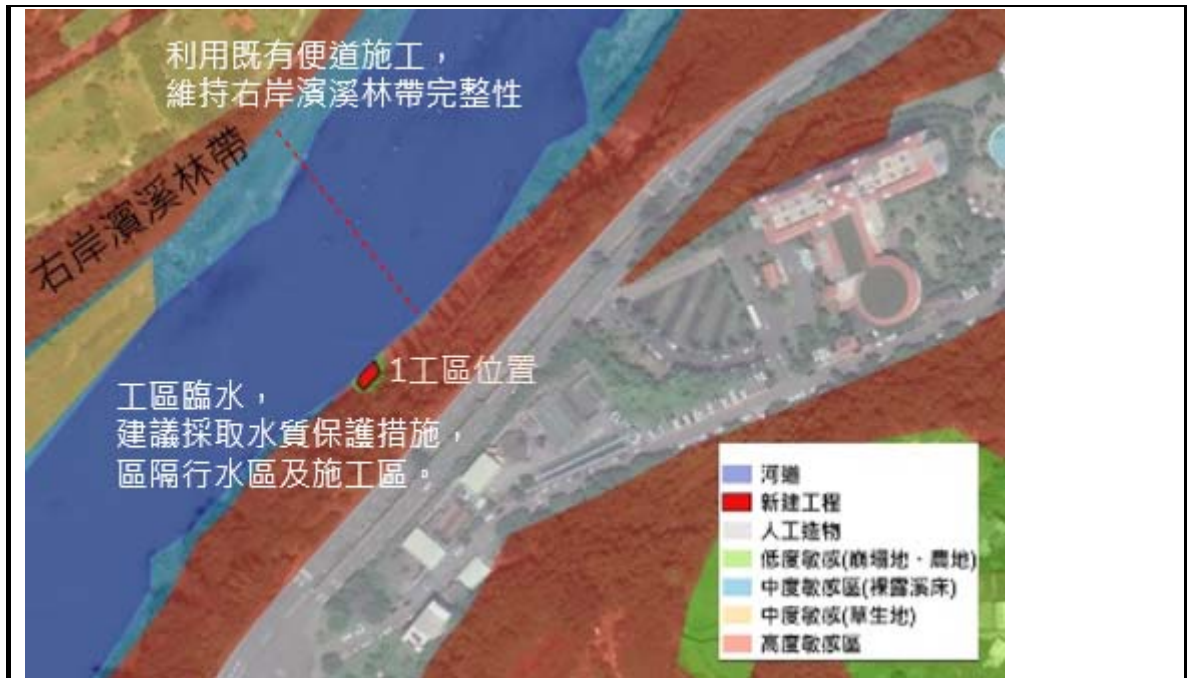 利用既有便道施工，
維持右岸濱溪林帶完整性
右岸濱溪林帶
1工區位置
工區臨水，
建議採取水質保護措施，
區隔行水區及施工區。
河道
新建工程
人工造物
低度敏感(崩塌地、農地)
中度敏感區(裸露溪床)
中度敏感(草生地)
高度敏感區